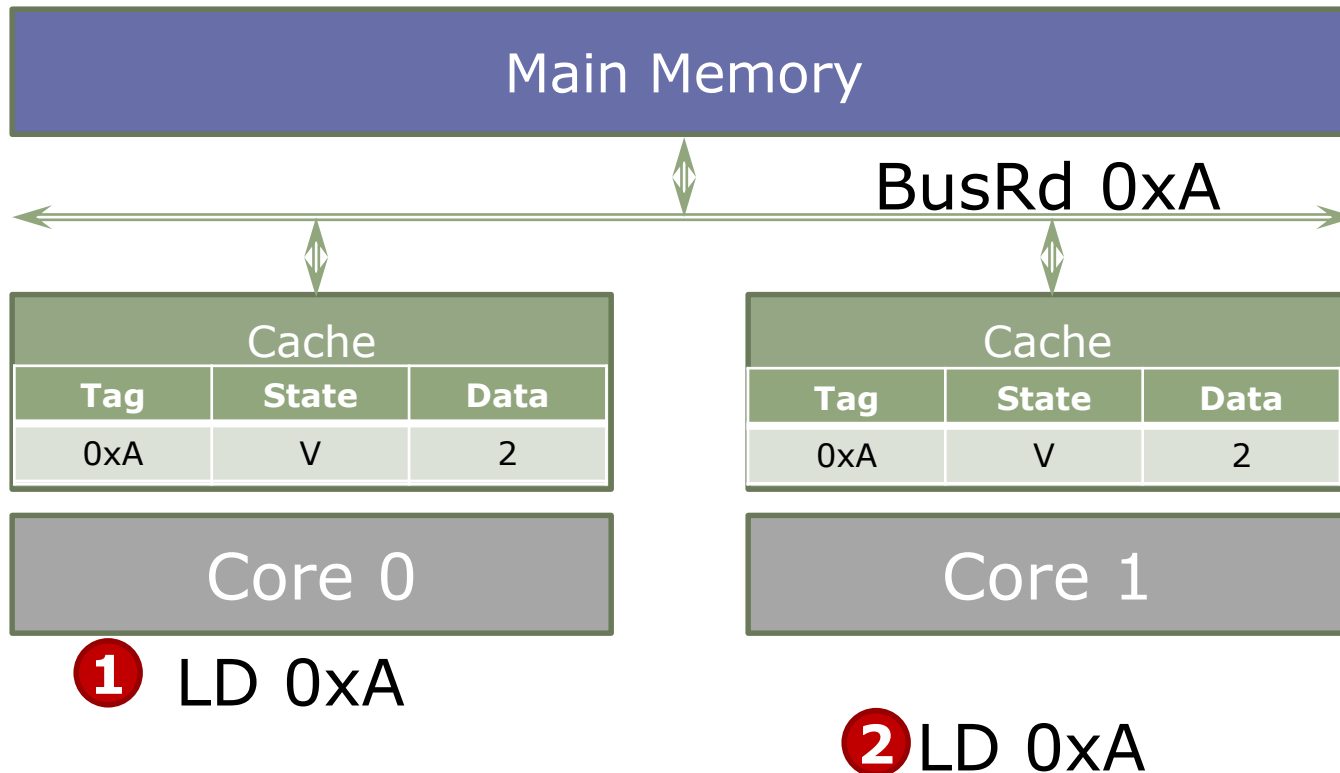 Main Memory
BusRd 0xA
Cache
Tag State Data
0xA V 2
Cache
Tag State Data
0xA V 2
Core 0
Core 1
1 LD 0xA
2 LD 0xA